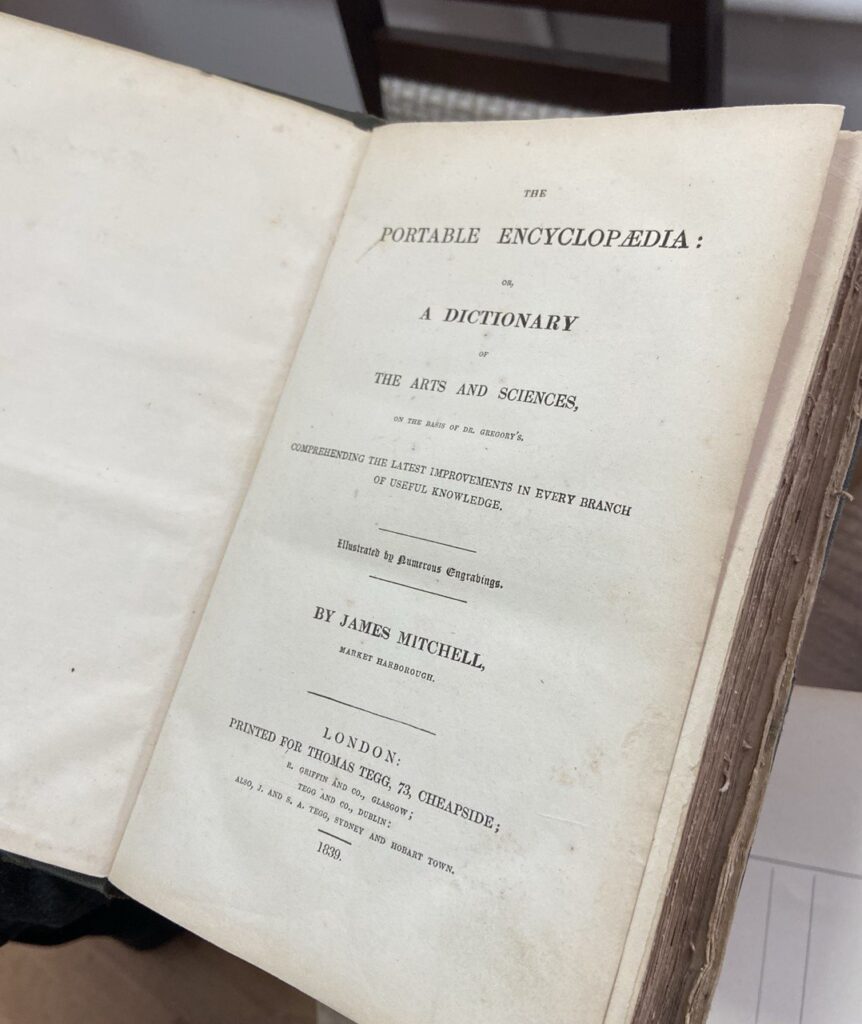 THE
PORTABLE ENCYCLOPÆDIA:
OR,
A DICTIONARY
OF
THE ARTS AND SCIENCES,
ON THE BASIS OF DR. GREGORY'S,
COMPREHENDING THE LATEST IMPROVEMENTS IN EVERY BRANCH
OF USEFUL KNOWLEDGE.
Illustrated by Numerous Engravings.
BY JAMES MITCHELL,
MARKET HARBOROUGH.
LONDON:
PRINTED FOR THOMAS TEGG, 73, CHEAPSIDE;
R. GRIFFIN AND CO., GLASGOW;
TEGG AND CO., DUBLIN:
ALSO, J. AND S. A. TEGG, SYDNEY AND HOBART TOWN.
1839.